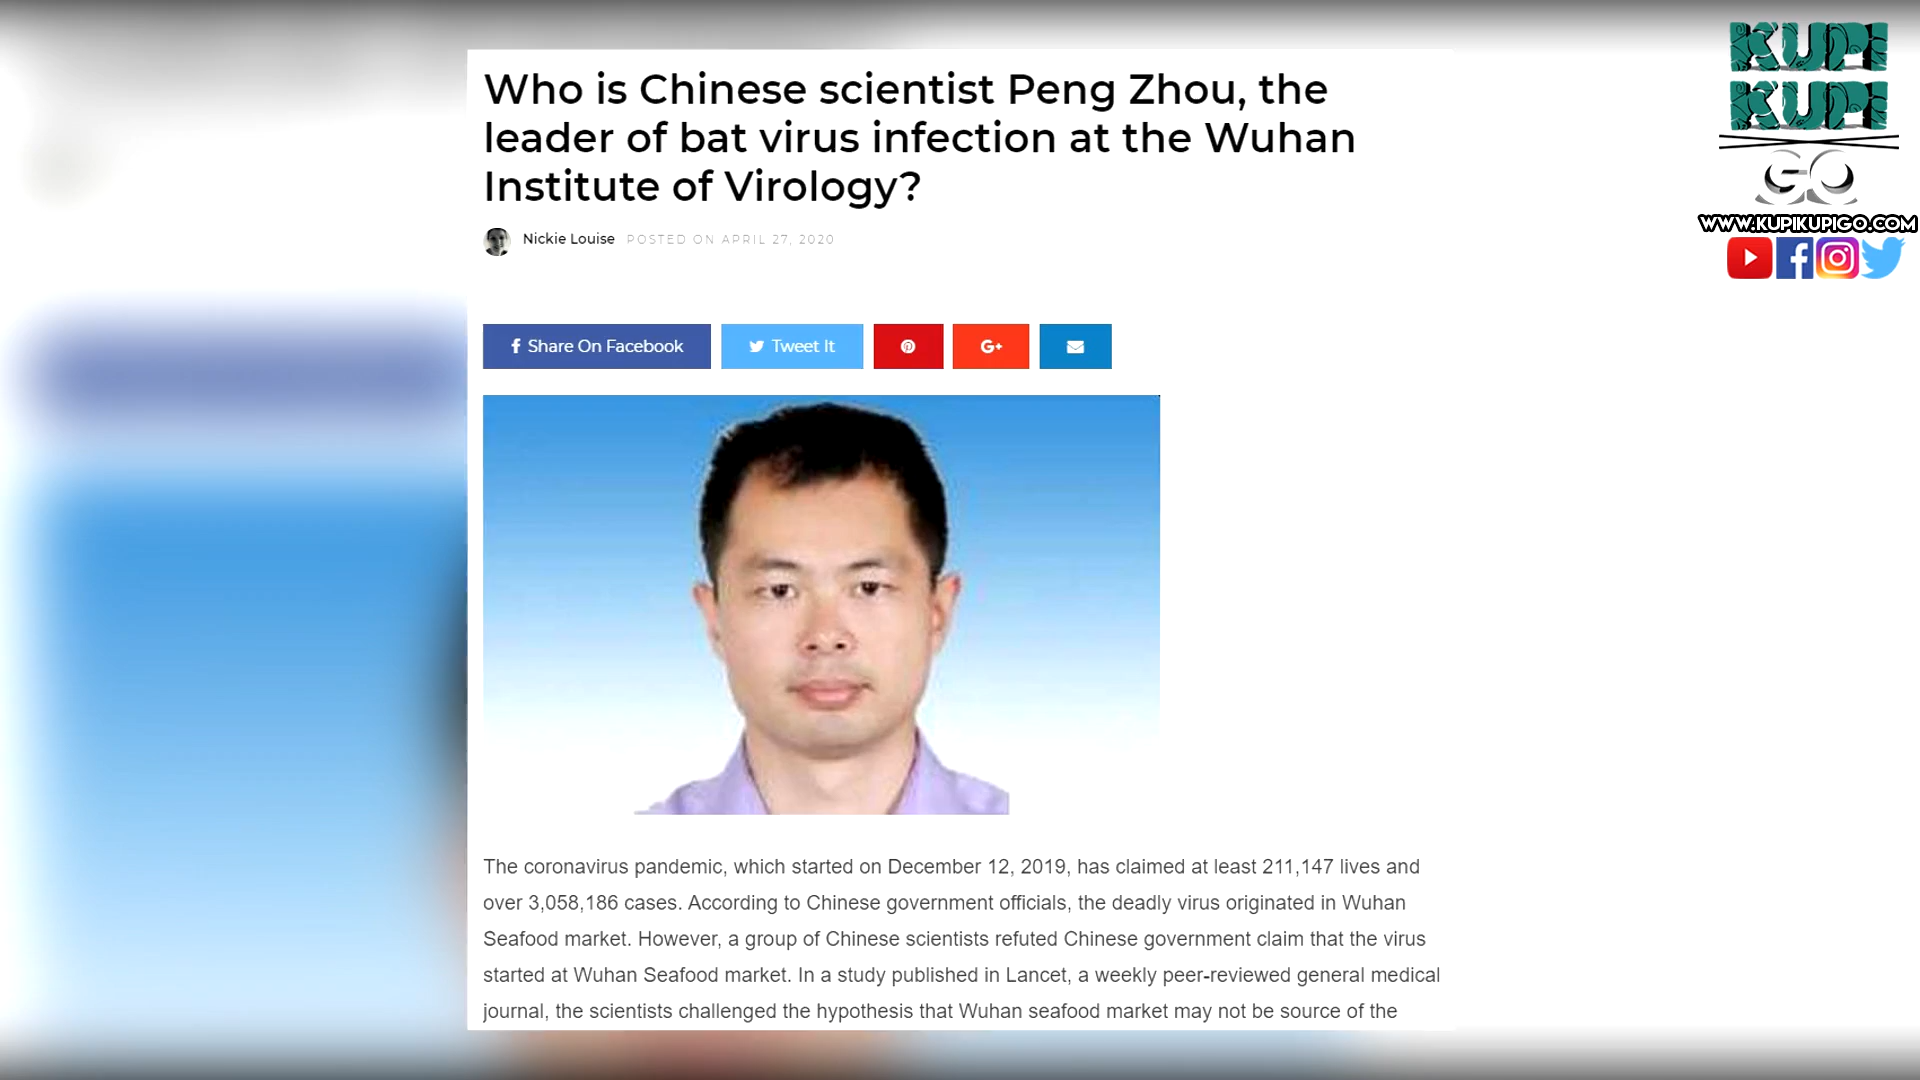 Who is Chinese scientist Peng Zhou, the
leader of bat virus infection at the Wuhan
Institute of Virology?
Nickie Louise POSTED ON APRIL 27, 2020
Share On Facebook
Tweet It
G+
The coronavirus pandemic, which started on December 12, 2019, has claimed at least 211,147 lives and
over 3,058,186 cases. According to Chinese government officials, the deadly virus originated in Wuhan
Seafood market. However, a group of Chinese scientists refuted Chinese government claim that the virus
started at Wuhan Seafood market. In a study published in Lancet, a weekly peer-reviewed general medical
journal, the scientists challenged the hypothesis that Wuhan seafood market may not be source of the
KUPI
KUPI
GO
WWW.KUPIKUPIGO.COM